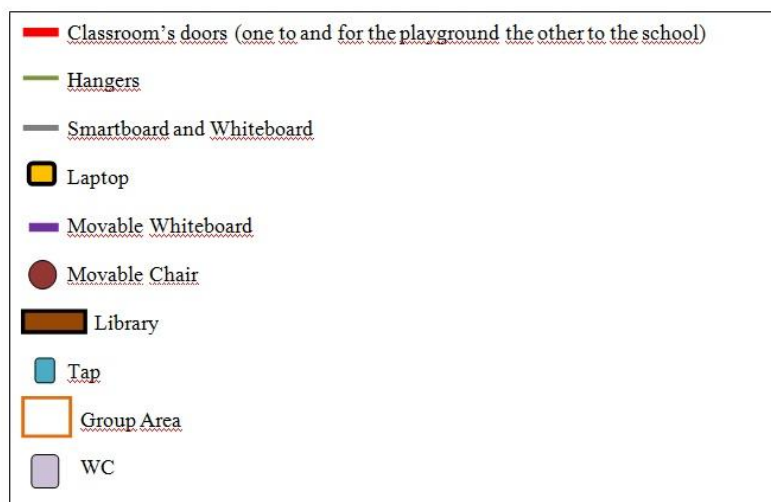 Classroom’s doors (one to and for the playground the other to the school)
Hangers
Smartboard and Whiteboard
Laptop
Movable Whiteboard
Movable Chair
Library
Tap
Group Area
WC